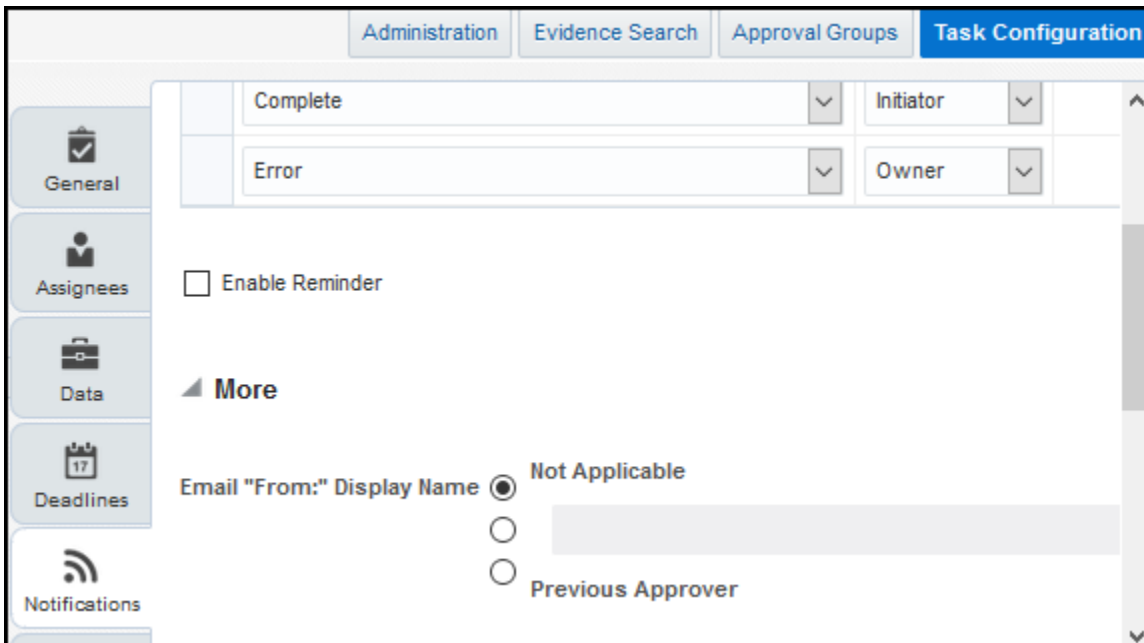 Administration
Evidence Search
Approval Groups
Task Configuration
General
Assignees
Data
17
Deadlines
Notifications
Complete
Initiator
Error
Owner
Enable Reminder
More
Email "From:" Display Name
Not Applicable
Previous Approver